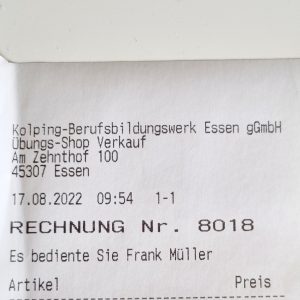 Kolping-Berufsbildungswerk Essen gGmbH
Übungs-Shop Verkauf
Am Zehnthof 100
45307 Essen
17.08.2022 09:54 1-1
RECHNUNG Nr. 8018
Es bediente Sie Frank Müller
Artikel Preis